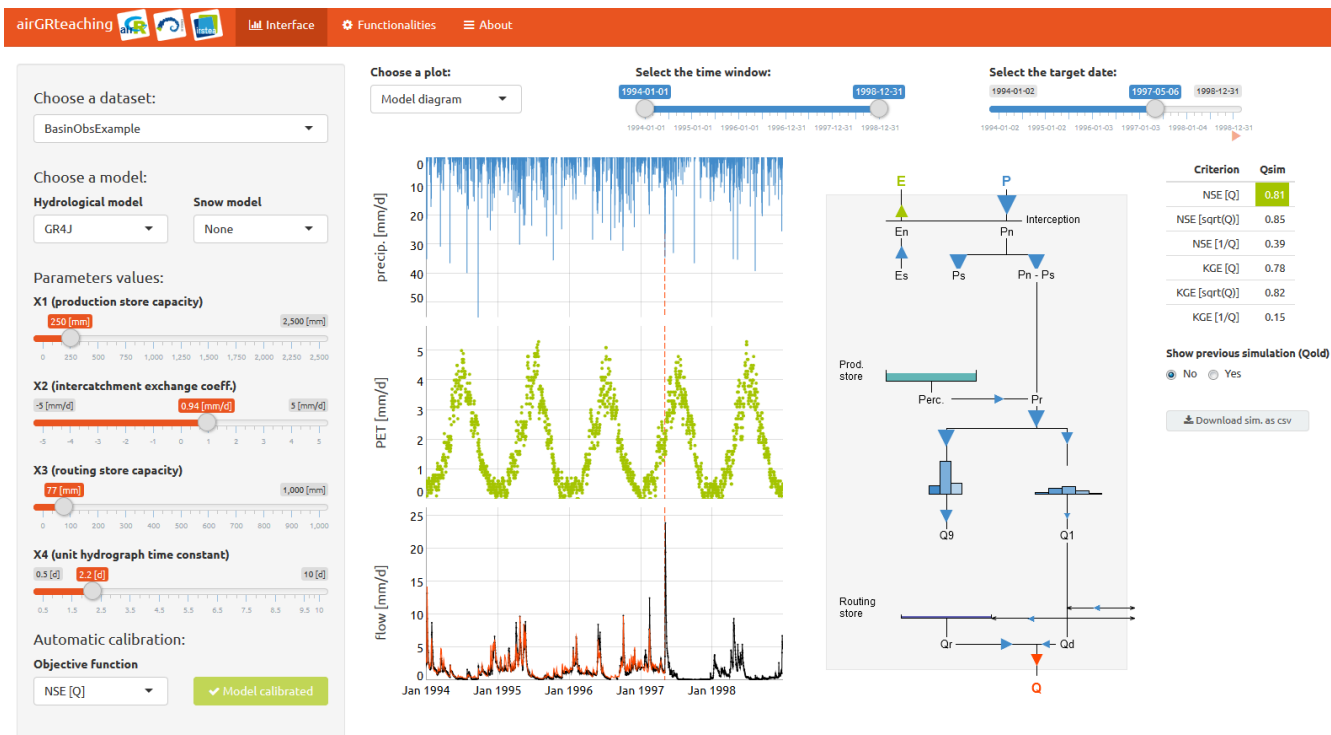 airGRteaching
airR
irstea
Interface
Functionalities
About
Choose a dataset:
BasinObsExample
Choose a model:
Hydrological model
Snow model
GR4J
None
Parameters values:
X1 (production store capacity)
250 [mm]
2,500 [mm]
0 250 500 750 1,000 1,250 1,500 1,750 2,000 2,250 2,500
X2 (intercatchment exchange coeff.)
-5 [mm/d]
0.94 [mm/d]
5 [mm/d]
-5 -4 -3 -2 -1 0 1 2 3 4 5
X3 (routing store capacity)
77 [mm]
1,000 [mm]
0 100 200 300 400 500 600 700 800 900 1,000
X4 (unit hydrograph time constant)
0.5 [d]
2.2 [d]
10 [d]
0.5 1.5 2.5 3.5 4.5 5.5 6.5 7.5 8.5 9.5 10
Automatic calibration:
Objective function
NSE [Q]
Model calibrated
Choose a plot:
Model diagram
Select the time window:
1994-01-01
1998-12-31
1994-01-01 1995-01-01 1996-01-01 1996-12-31 1997-12-31 1998-12-31
Select the target date:
1994-01-02
1997-05-06
1998-12-31
1994-01-02 1995-01-02 1996-01-03 1997-01-03 1998-01-04 1998-12-31
precip. [mm/d]
0
10
20
30
40
50
PET [mm/d]
5
4
3
2
1
0
flow [mm/d]
25
20
15
10
5
0
Jan 1994 Jan 1995 Jan 1996 Jan 1997 Jan 1998
E
P
Interception
En
Pn
Es
Ps
Pn - Ps
Prod.
store
Perc.
Pr
Q9
Q1
Routing
store
Qr
Qd
Q
Criterion Qsim
NSE [Q] 0.81
NSE [sqrt(Q)] 0.85
NSE [1/Q] 0.39
KGE [Q] 0.78
KGE [sqrt(Q)] 0.82
KGE [1/Q] 0.15
Show previous simulation (Qold)
No
Yes
Download sim. as csv